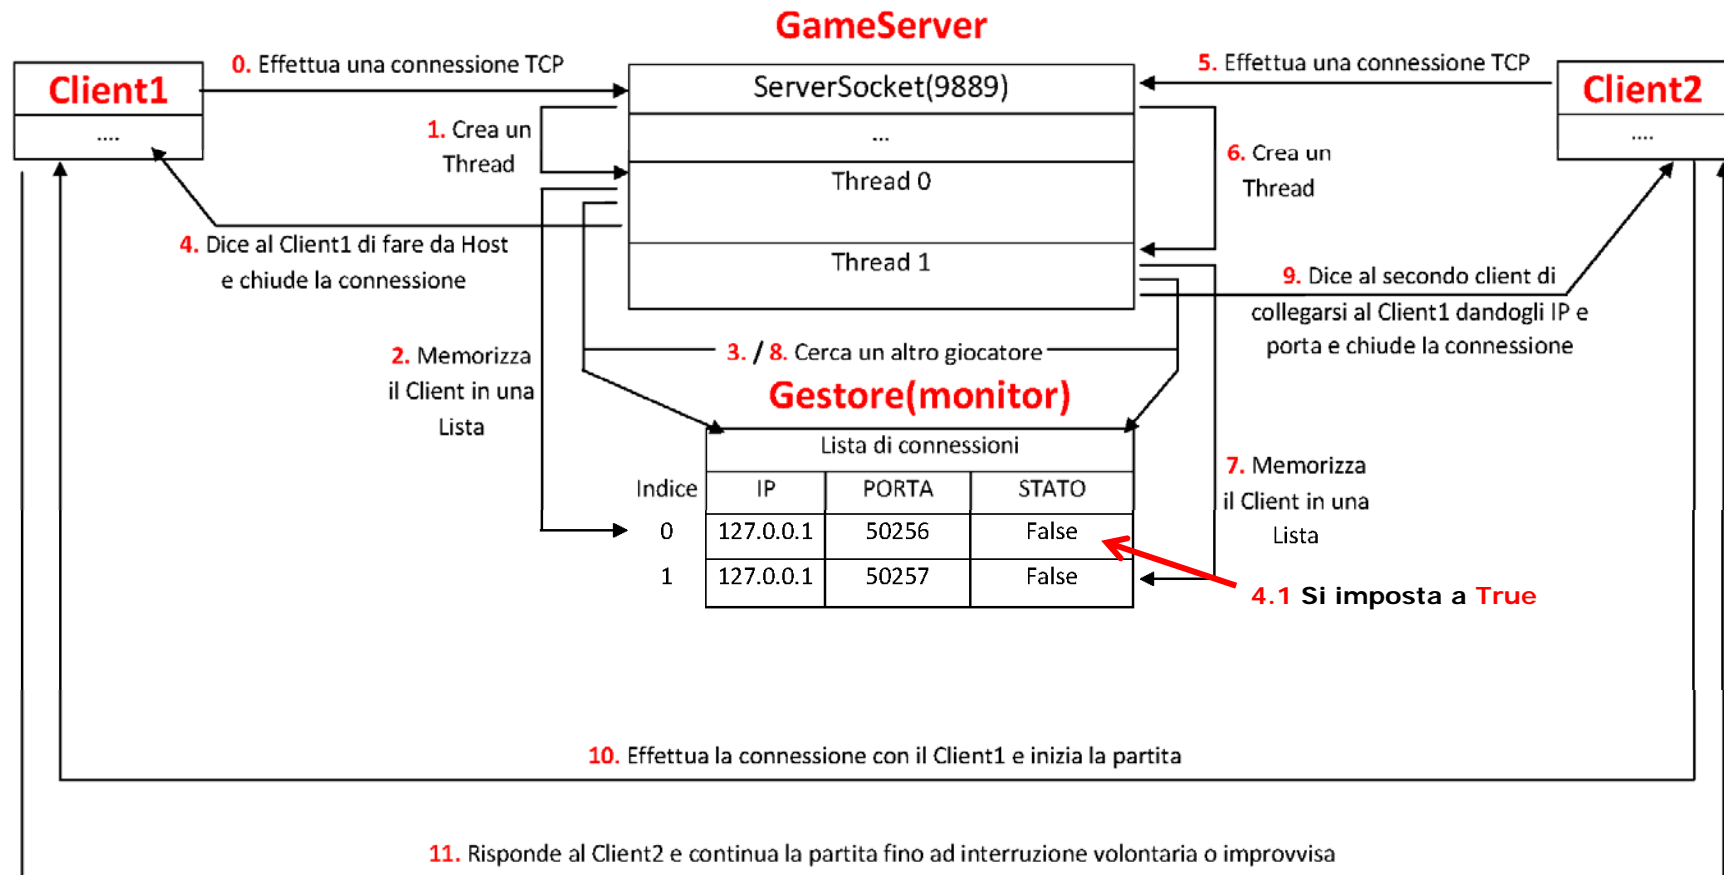 GameServer
Client1
....
0. Effettua una connessione TCP
ServerSocket(9889)
...
Thread 0
Thread 1
5. Effettua una connessione TCP
Client2
....
1. Crea un
Thread
6. Crea un
Thread
4. Dice al Client1 di fare da Host
e chiude la connessione
9. Dice al secondo client di
collegarsi al Client1 dandogli IP e
porta e chiude la connessione
2. Memorizza
il Client in una
Lista
3. / 8. Cerca un altro giocatore
Gestore(monitor)
Lista di connessioni
Indice IP PORTA STATO
0 127.0.0.1 50256 False
1 127.0.0.1 50257 False
7. Memorizza
il Client in una
Lista
4.1 Si imposta a True
10. Effettua la connessione con il Client1 e inizia la partita
11. Risponde al Client2 e continua la partita fino ad interruzione volontaria o improvvisa